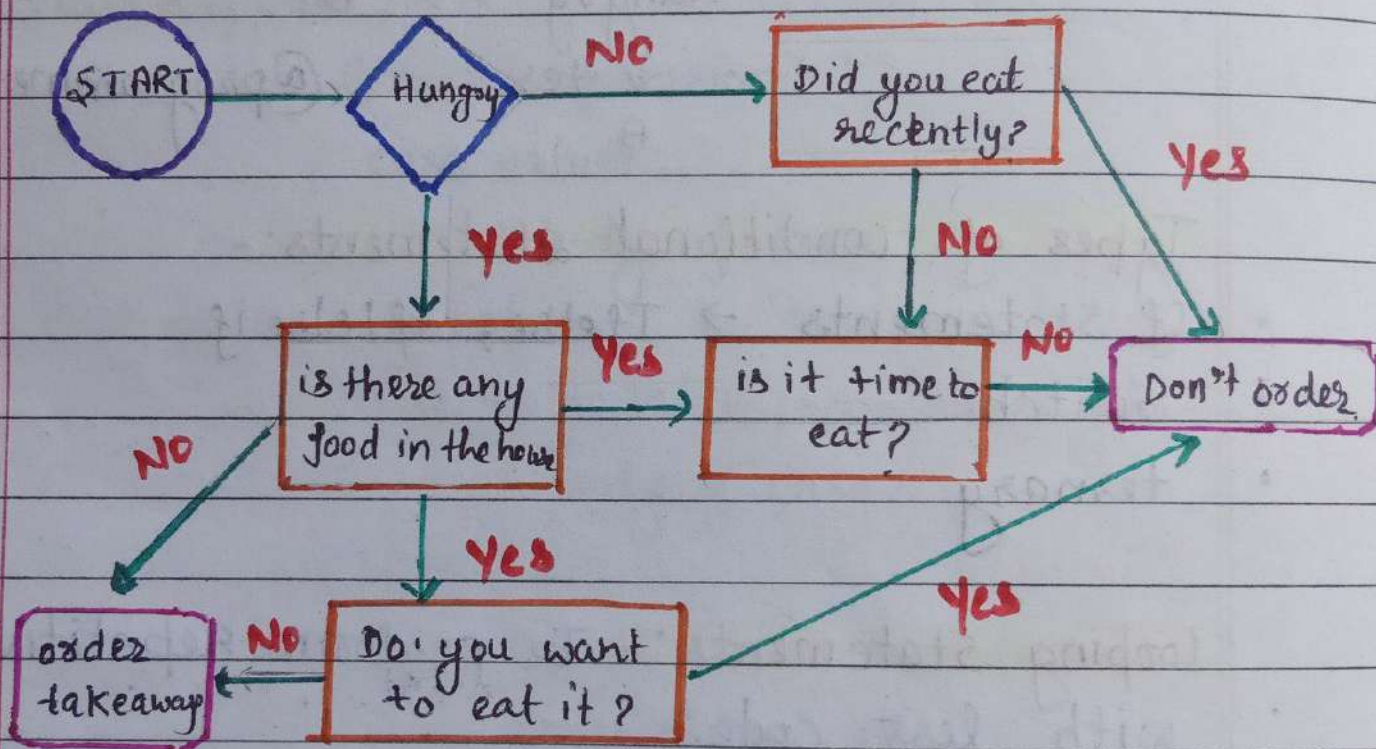 START
Hungry
NO
Did you eat
recently?
Yes
Yes
NO
is there any
food in the house
Yes
is it time to
eat?
NO
Don't order
NO
Yes
Yes
order
takeaway
NO
Do you want
to eat it?